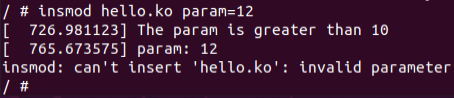 / # insmod hello.ko param=12
[  726.981123] The param is greater than 10
[  765.673575] param: 12
insmod: can't insert 'hello.ko': invalid parameter
/ #